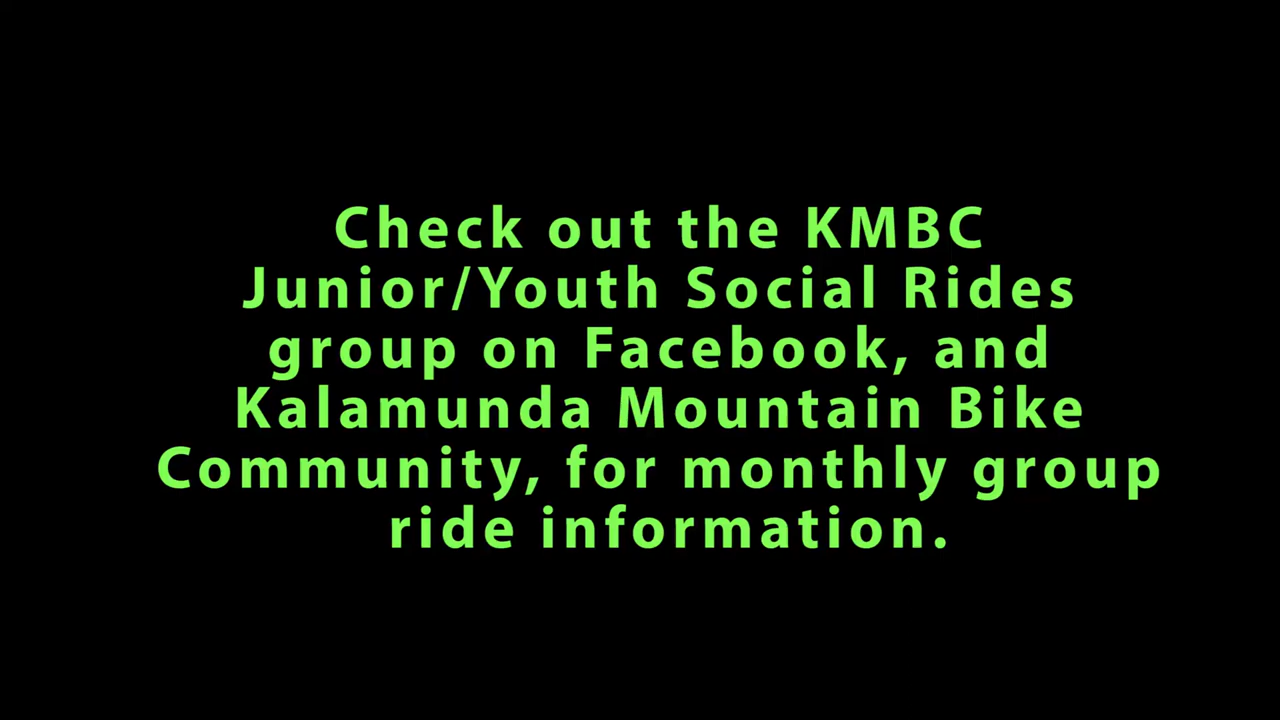 Check out the KMBC
Junior/Youth Social Rides
group on Facebook, and
Kalamunda Mountain Bike
Community, for monthly group
ride information.